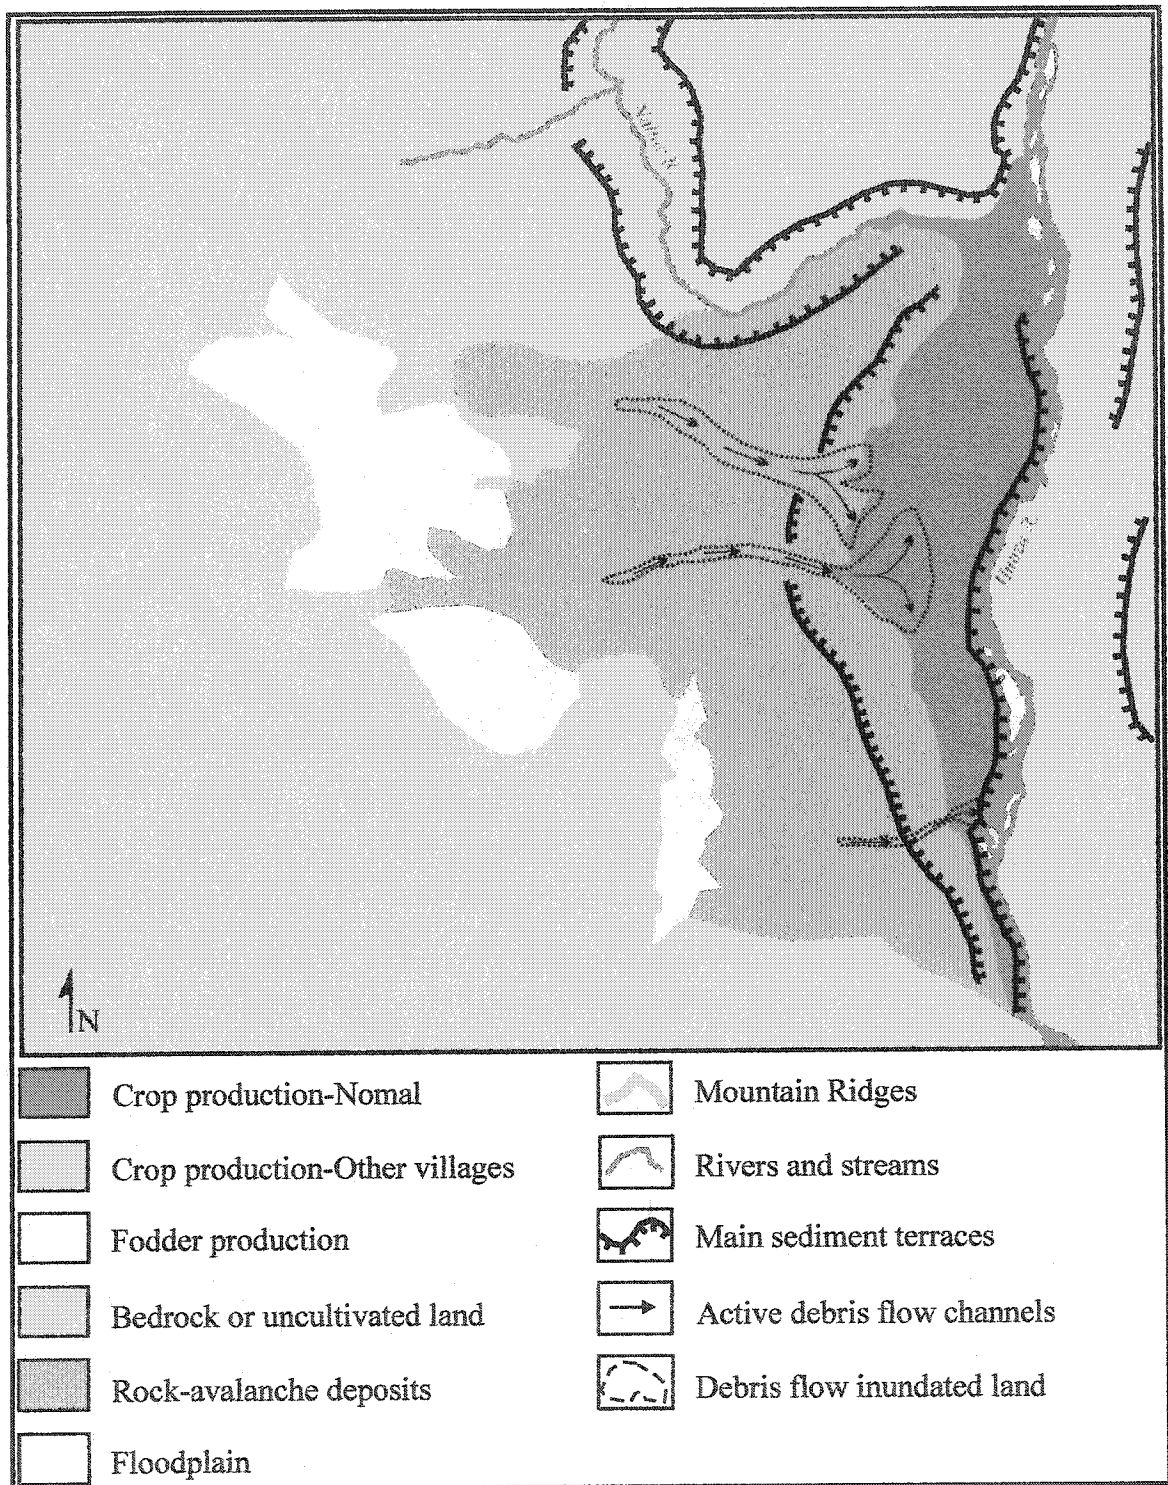 Hunza R.
N
Crop production-Nomal
Crop production-Other villages
Fodder production
Bedrock or uncultivated land
Rock-avalanche deposits
Floodplain
Mountain Ridges
Rivers and streams
Main sediment terraces
Active debris flow channels
Debris flow inundated land